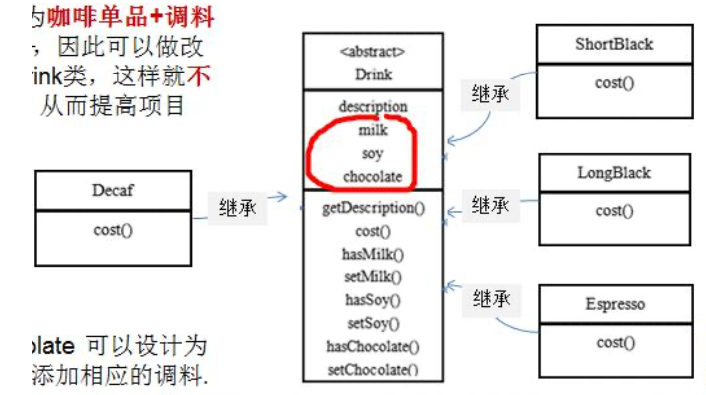 为咖啡单品+调料
，因此可以做改
rink类，这样就不
从而提高项目
<abstract>
Drink
description
milk
soy
chocolate
getDescription()
cost()
hasMilk()
setMilk()
hasSoy()
setSoy()
hasChocolate()
setChocolate()
Decaf
cost()
继承
继承
ShortBlack
cost()
继承
LongBlack
cost()
继承
Espresso
cost()
olate 可以设计为
添加相应的调料.